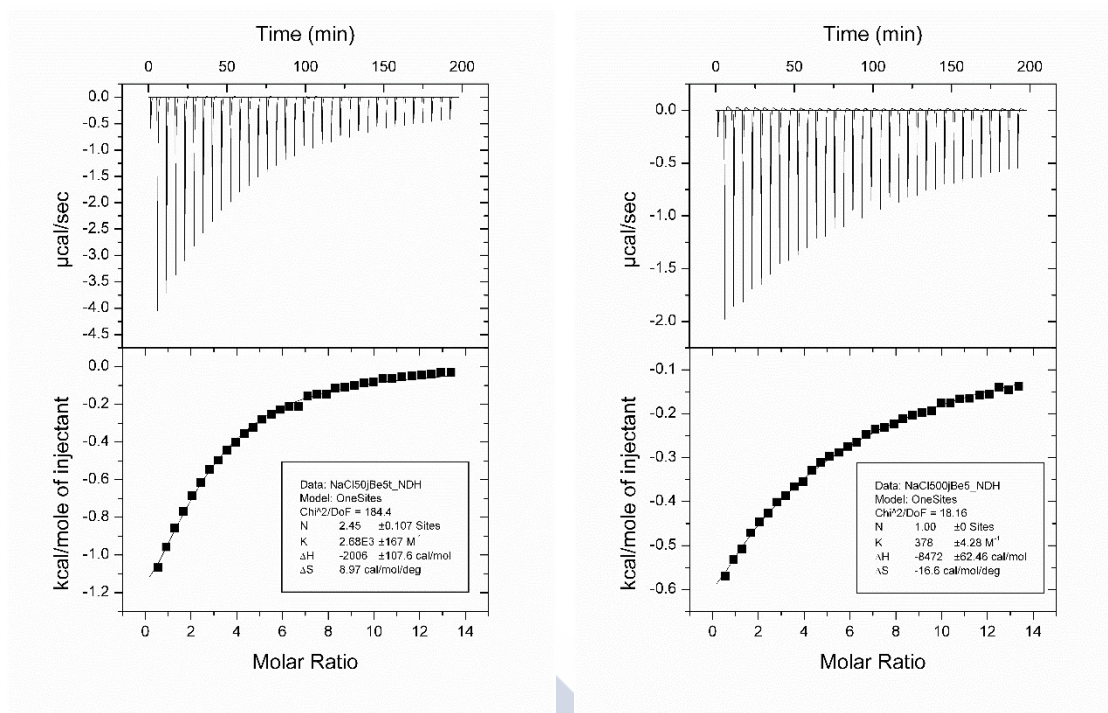 Time (min)
0 50 100 150 200
0.0
-0.5
-1.0
-1.5
-2.0
-2.5
-3.0
-3.5
-4.0
-4.5
µcal/sec
0.0
-0.2
-0.4
-0.6
-0.8
-1.0
-1.2
kcal/mole of injectant
Data: NaCl50jBe5t_NDH
Model: OneSites
Chi^2/DoF = 184.4
N 2.45 ±0.107 Sites
K 2.68E3 ±167 M
ΔH -2006 ±107.6 cal/mol
ΔS 8.97 cal/mol/deg
0 2 4 6 8 10 12 14
Molar Ratio
Time (min)
0 50 100 150 200
0.0
-0.5
-1.0
-1.5
-2.0
µcal/sec
-0.1
-0.2
-0.3
-0.4
-0.5
-0.6
kcal/mole of injectant
Data: NaCl500jBe5_NDH
Model: OneSites
Chi^2/DoF = 18.16
N 1.00 ±0 Sites
K 378 ±4.28 M⁻¹
ΔH -8472 ±62.46 cal/mol
ΔS -16.6 cal/mol/deg
0 2 4 6 8 10 12 14
Molar Ratio